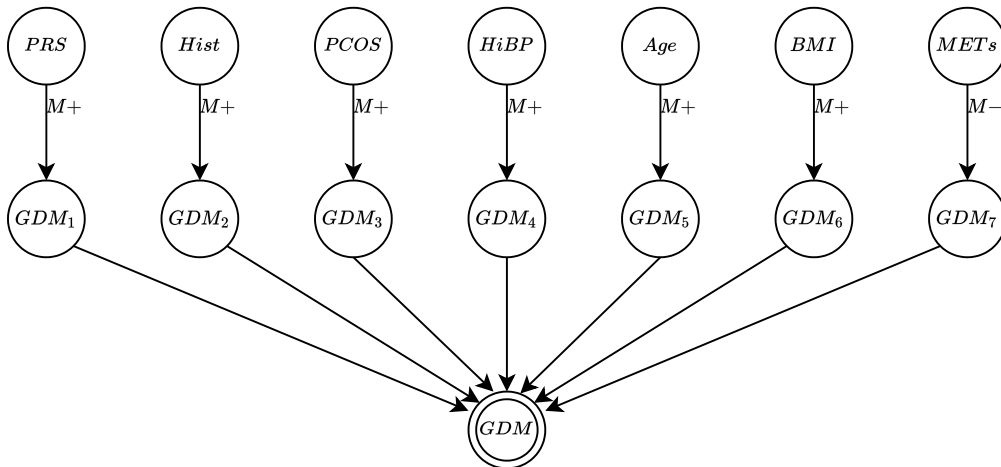 PRS Hist PCOS HiBP Age BMI METs
M+ M+ M+ M+ M+ M+ M−
GDM₁ GDM₂ GDM₃ GDM₄ GDM₅ GDM₆ GDM₇
GDM